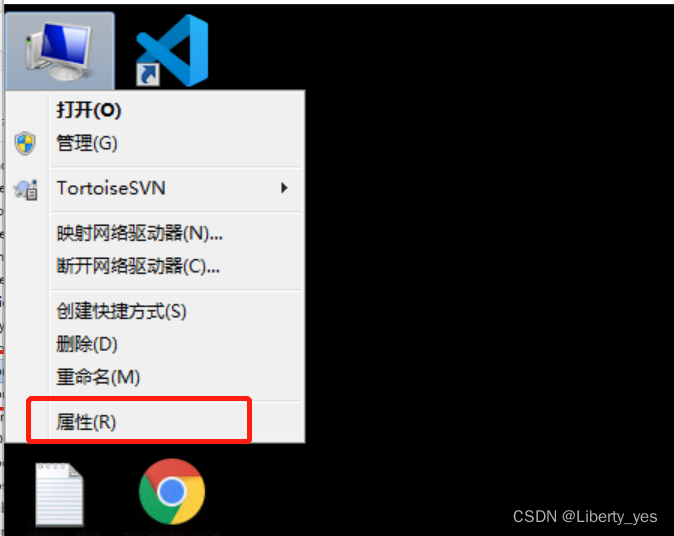 打开(O)
管理(G)
TortoiseSVN
映射网络驱动器(N)...
断开网络驱动器(C)...
创建快捷方式(S)
删除(D)
重命名(M)
属性(R)
CSDN @Liberty_yes